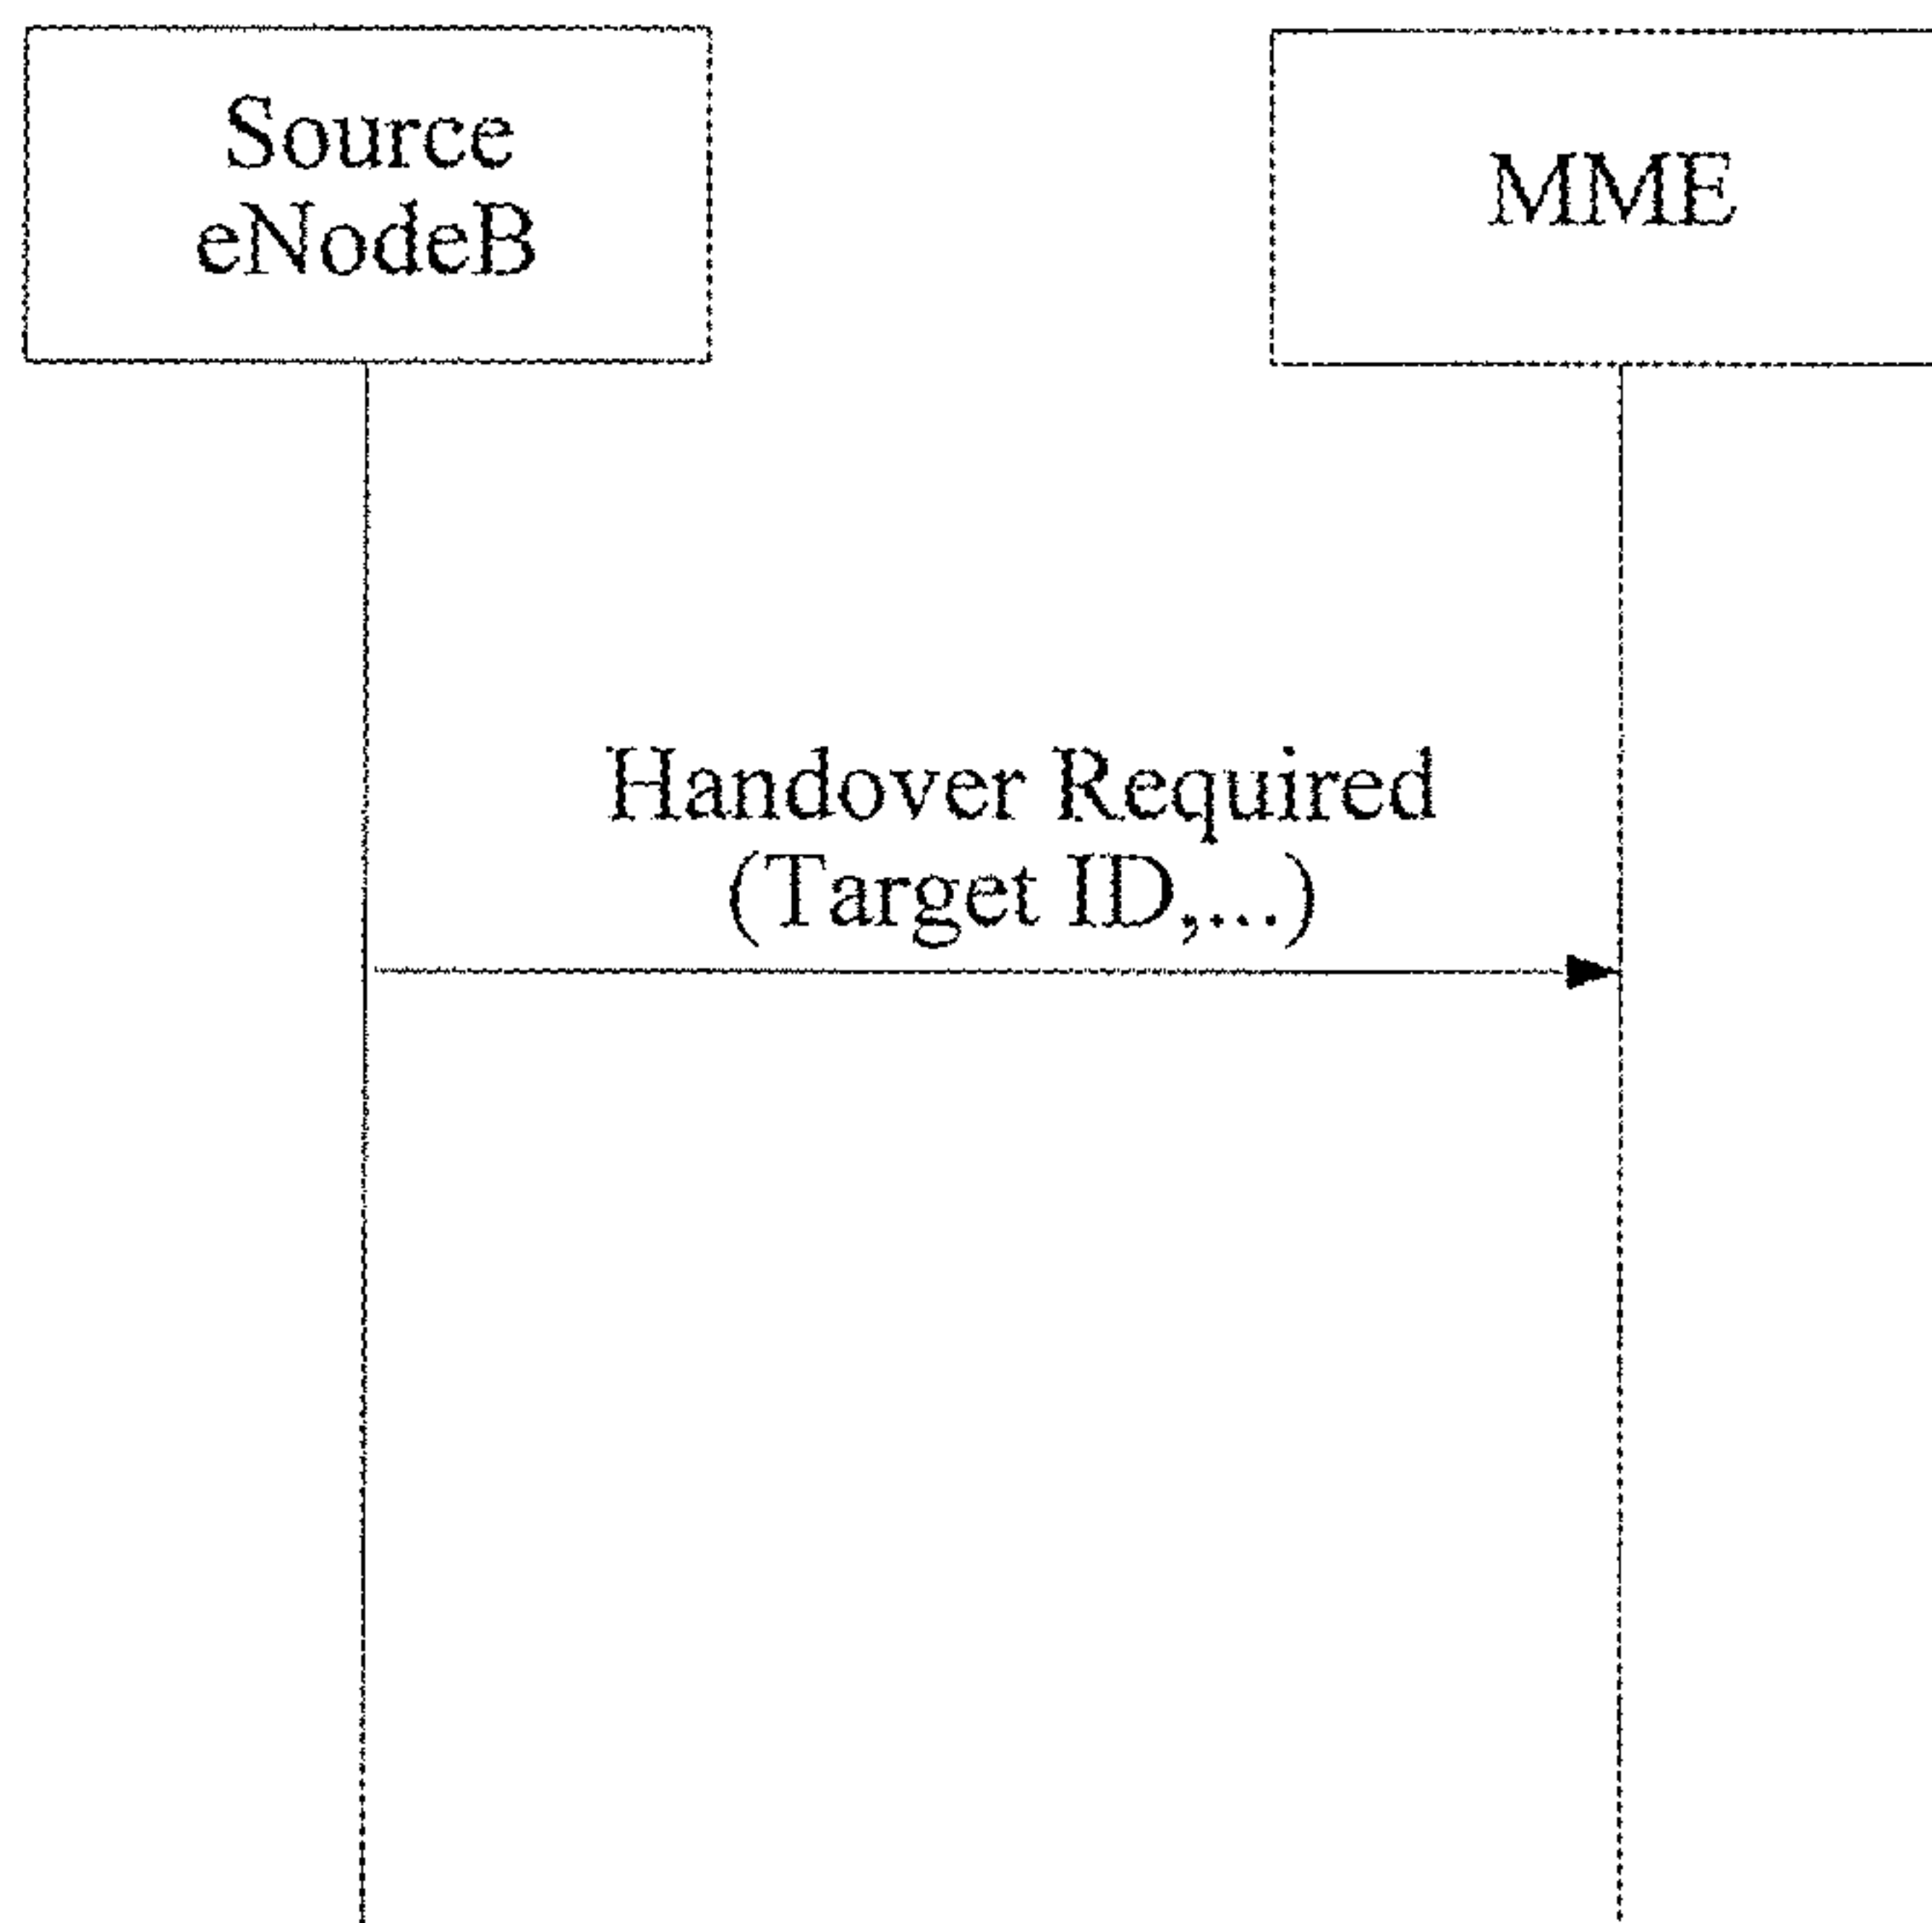 Source
eNodeB
MME
Handover Required
(Target ID,...)